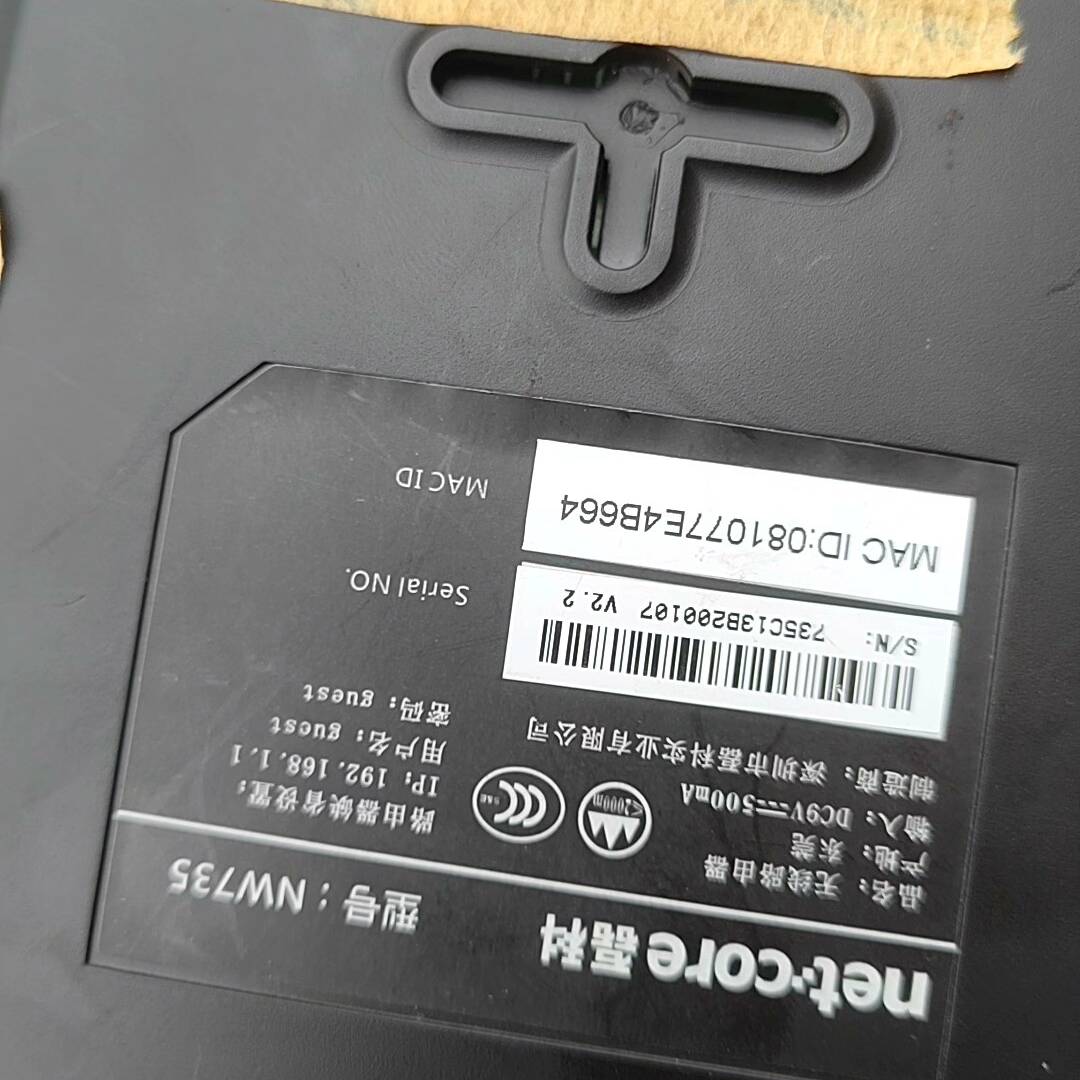 net·core 磊科
型号：NW735
品名：无线路由器
产地：东莞
输入：DC9V⎓500mA
制造商：深圳市磊科实业有限公司
≤2000m
CCC
S&E
路由器缺省设置：
IP：192.168.1.1
用户名：guest
密码：guest
S/N: 735C13B200107 V2.2
Serial NO.
MAC ID:081077E4B664
MAC ID